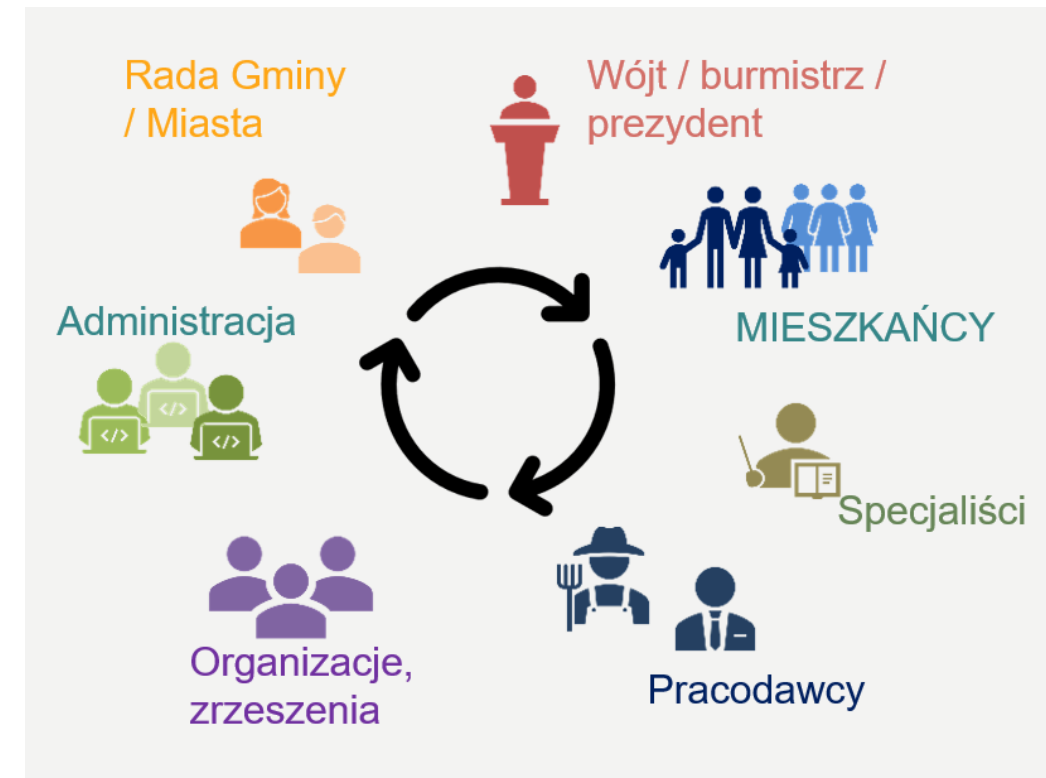 Rada Gminy
/ Miasta
Wójt / burmistrz /
prezydent
Administracja
MIESZKAŃCY
</>
</>
</>
Specjaliści
Organizacje,
zrzeszenia
Pracodawcy